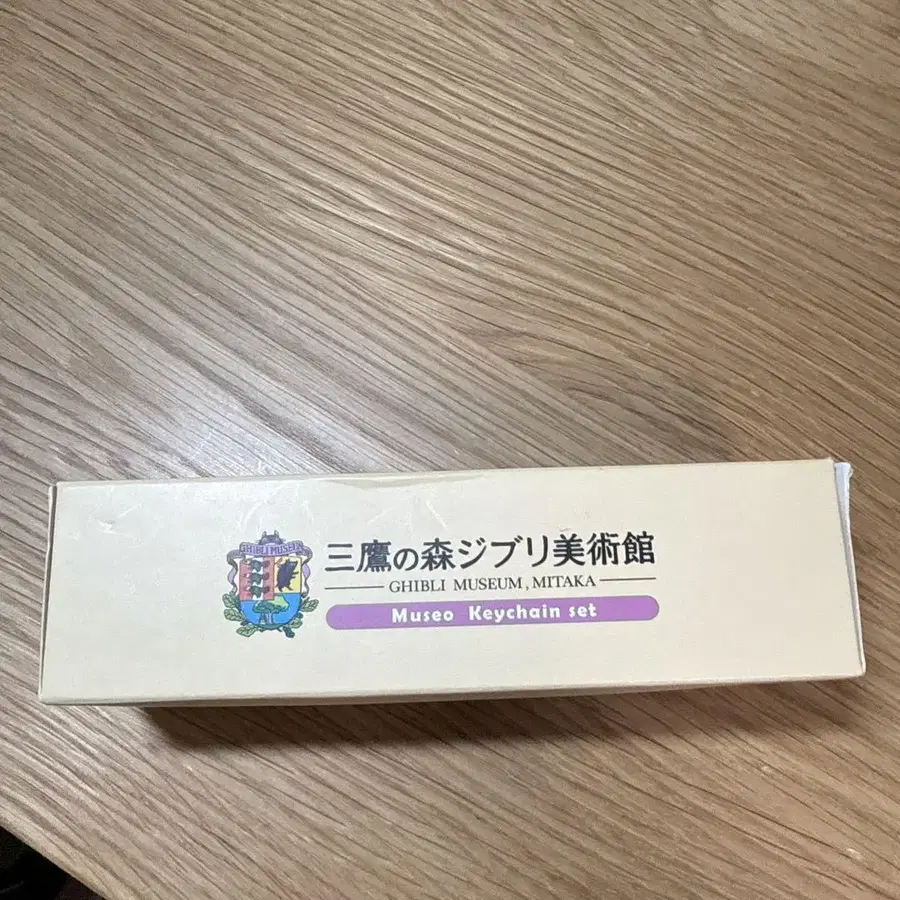 GHIBLI MUSEUM
三鷹の森ジブリ美術館
GHIBLI MUSEUM, MITAKA
Museo Keychain set